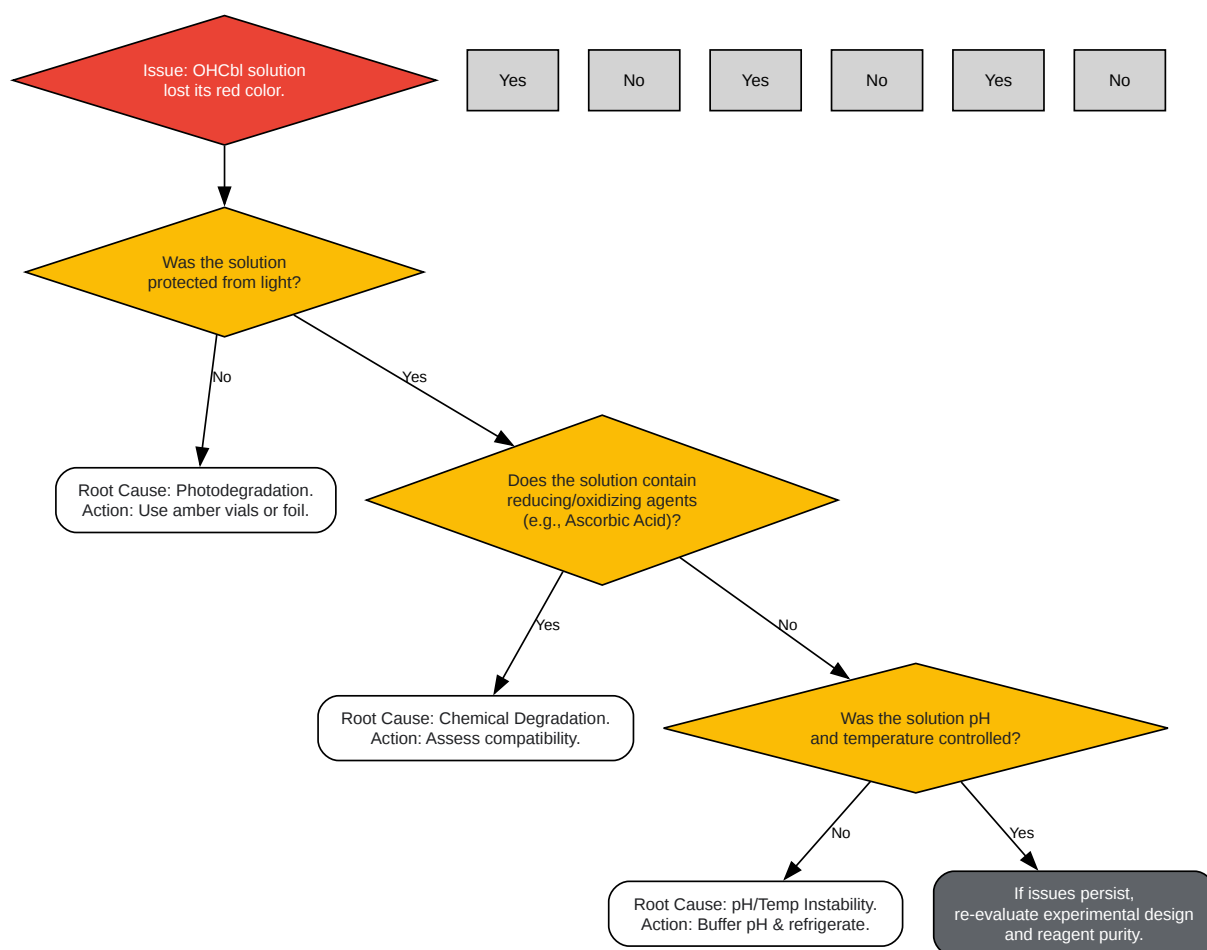 Issue: OHCbl solution
lost its red color.
Yes
No
Yes
No
Yes
No
Was the solution
protected from light?
No
Yes
Does the solution contain
reducing/oxidizing agents
(e.g., Ascorbic Acid)?
Root Cause: Photodegradation.
Action: Use amber vials or foil.
Yes
No
Root Cause: Chemical Degradation.
Action: Assess compatibility.
Was the solution pH
and temperature controlled?
No
Yes
Root Cause: pH/Temp Instability.
Action: Buffer pH & refrigerate.
If issues persist,
re-evaluate experimental design
and reagent purity.